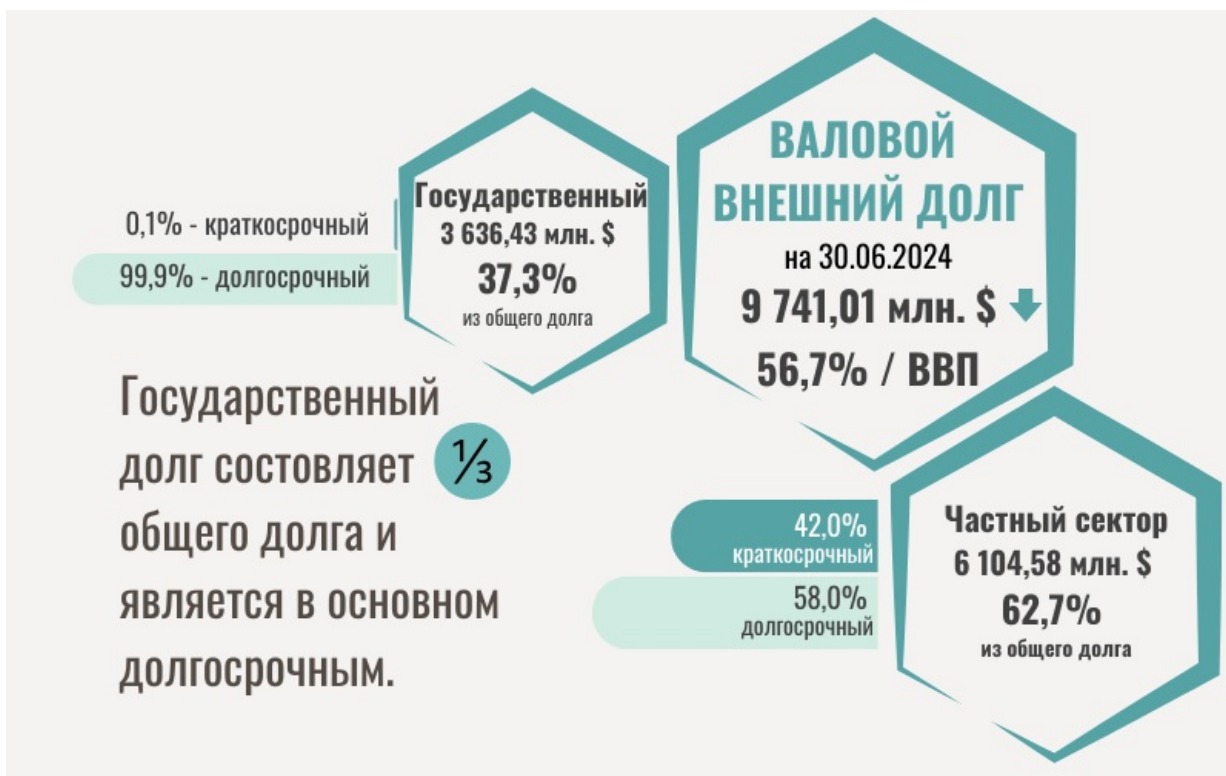 ВАЛОВОЙ
ВНЕШНИЙ ДОЛГ
на 30.06.2024
9 741,01 млн. $
56,7% / ВВП
Государственный
3 636,43 млн. $
37,3%
из общего долга
0,1% - краткосрочный
99,9% - долгосрочный
Государственный
долг состовляет ⅓
общего долга и
является в основном
долгосрочным.
42,0%
краткосрочный
58,0%
долгосрочный
Частный сектор
6 104,58 млн. $
62,7%
из общего долга